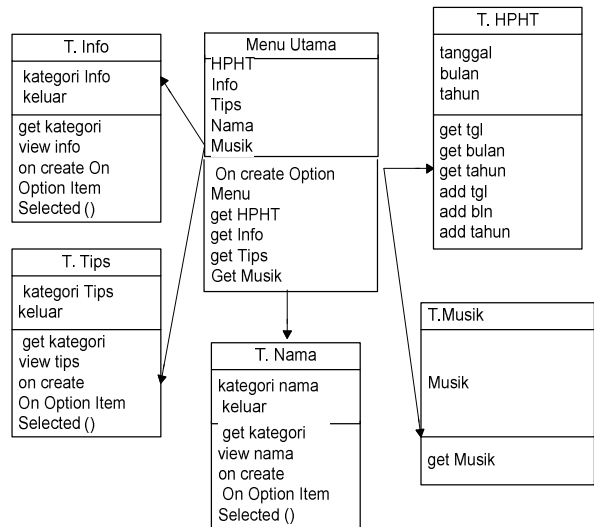 T. Info
kategori Info
keluar
get kategori
view info
on create On
Option Item
Selected ()
Menu Utama
HPHT
Info
Tips
Nama
Musik
On create Option
Menu
get HPHT
get Info
get Tips
Get Musik
T. HPHT
tanggal
bulan
tahun
get tgl
get bulan
get tahun
add tgl
add bln
add tahun
T. Tips
kategori Tips
keluar
get kategori
view tips
on create
On Option Item
Selected ()
T. Nama
kategori nama
keluar
get kategori
view nama
on create
On Option Item
Selected ()
T.Musik
Musik
get Musik